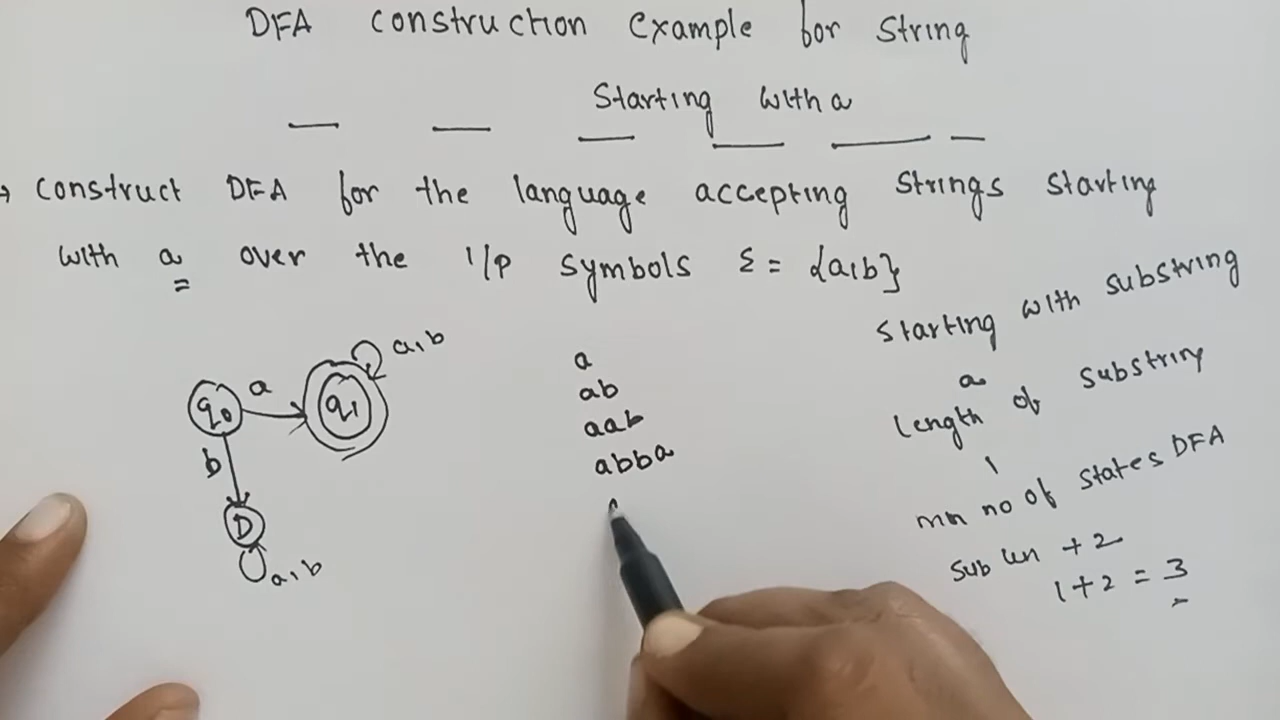 DFA construction Example for String
Starting with a
→ construct DFA for the language accepting Strings Starting
with a over the I/P symbols Σ = {a,b}
a,b
a
q0
q1
b
D
a,b
a
ab
aab
abba
Starting with substring
a
length of substring
1
min no of states DFA
Sub len + 2
1+2 = 3